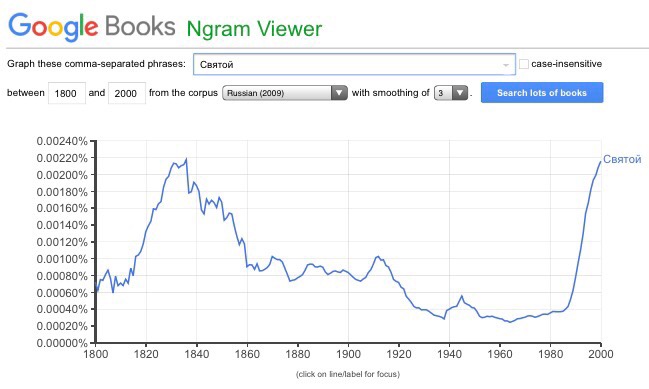 Google Books Ngram Viewer
Graph these comma-separated phrases: Святой case-insensitive
between 1800 and 2000 from the corpus Russian (2009) with smoothing of 3 . Search lots of books
0.00240%
0.00220%
0.00200%
0.00180%
0.00160%
0.00140%
0.00120%
0.00100%
0.00080%
0.00060%
0.00040%
0.00020%
0.00000%
Святой
1800 1820 1840 1860 1880 1900 1920 1940 1960 1980 2000
(click on line/label for focus)